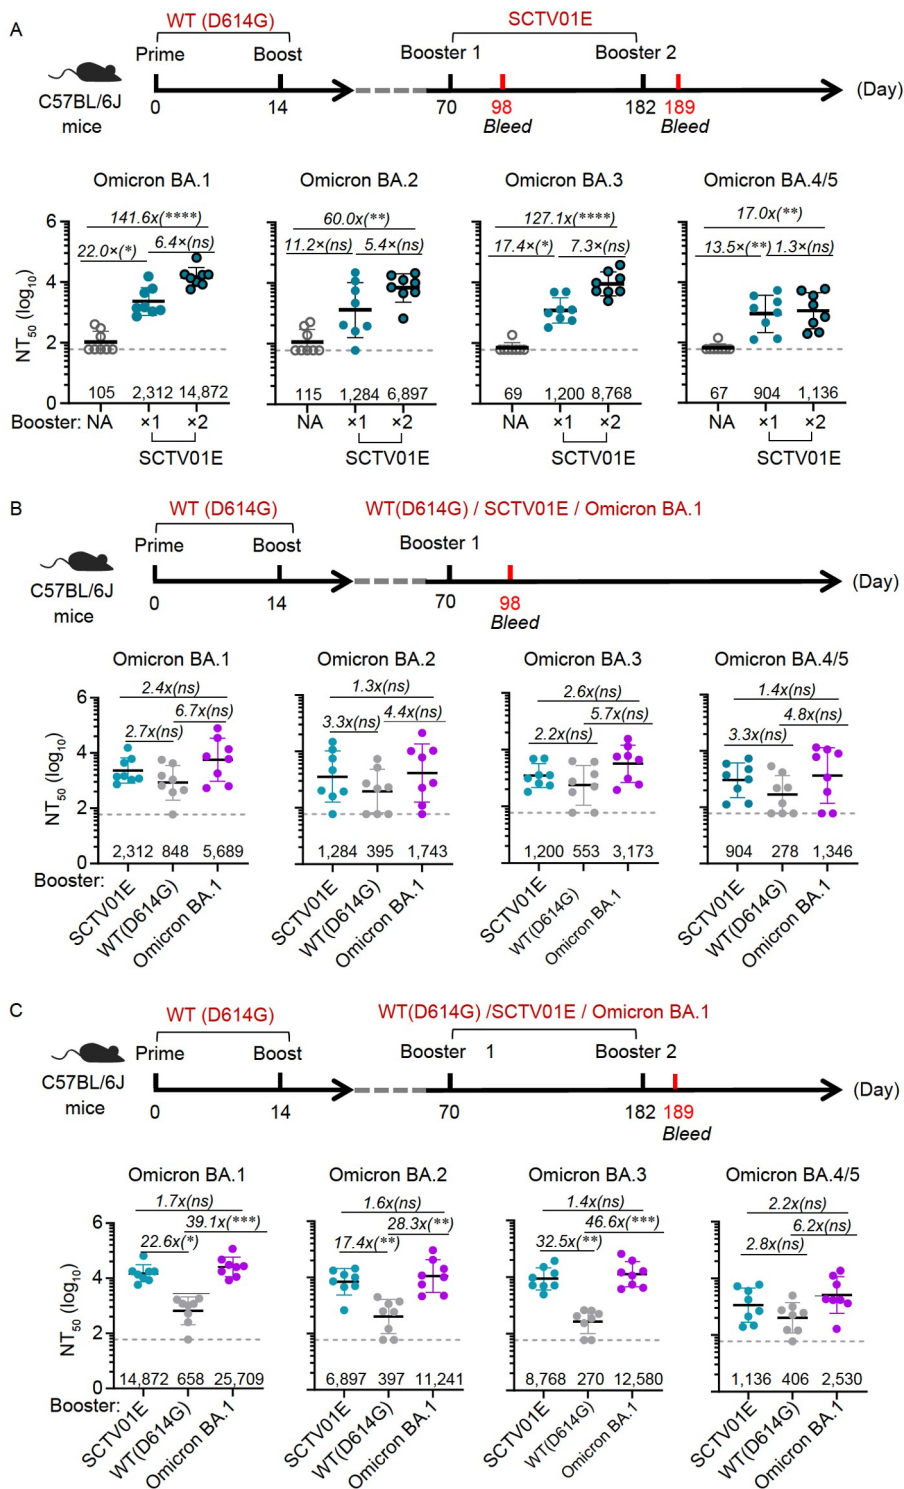 A
WT (D614G)
SCTV01E
Prime
Boost
Booster 1
Booster 2
C57BL/6J
mice
0
14
70
98
182
189
(Day)
Bleed
Bleed
Omicron BA.1
Omicron BA.2
Omicron BA.3
Omicron BA.4/5
NT50 (log10)
6
4
2
0
141.6x(****)
22.0×(*)
6.4×(ns)
60.0x(**)
11.2×(ns)
5.4×(ns)
127.1x(****)
17.4×(*)
7.3×(ns)
17.0x(**)
13.5×(**)
1.3×(ns)
105 2,312 14,872
115 1,284 6,897
69 1,200 8,768
67 904 1,136
Booster: NA ×1 ×2
NA ×1 ×2
NA ×1 ×2
NA ×1 ×2
SCTV01E
SCTV01E
SCTV01E
SCTV01E
B
WT (D614G)
WT(D614G) / SCTV01E / Omicron BA.1
Prime
Boost
Booster 1
C57BL/6J
mice
0
14
70
98
(Day)
Bleed
Omicron BA.1
Omicron BA.2
Omicron BA.3
Omicron BA.4/5
NT50 (log10)
6
4
2
0
2.4x(ns)
6.7x(ns)
2.7x(ns)
1.3x(ns)
4.4x(ns)
3.3x(ns)
2.6x(ns)
5.7x(ns)
2.2x(ns)
1.4x(ns)
4.8x(ns)
3.3x(ns)
2,312 848 5,689
1,284 395 1,743
1,200 553 3,173
904 278 1,346
Booster:
SCTV01E
WT(D614G)
Omicron BA.1
SCTV01E
WT(D614G)
Omicron BA.1
SCTV01E
WT(D614G)
Omicron BA.1
SCTV01E
WT(D614G)
Omicron BA.1
C
WT (D614G)
WT(D614G) /SCTV01E / Omicron BA.1
Prime
Boost
Booster 1
Booster 2
C57BL/6J
mice
0
14
70
182
189
(Day)
Bleed
Omicron BA.1
Omicron BA.2
Omicron BA.3
Omicron BA.4/5
NT50 (log10)
6
4
2
0
1.7x(ns)
39.1x(***)
22.6x(*)
1.6x(ns)
28.3x(**)
17.4x(**)
1.4x(ns)
46.6x(***)
32.5x(**)
2.2x(ns)
6.2x(ns)
2.8x(ns)
14,872 658 25,709
6,897 397 11,241
8,768 270 12,580
1,136 406 2,530
Booster:
SCTV01E
WT(D614G)
Omicron BA.1
SCTV01E
WT(D614G)
Omicron BA.1
SCTV01E
WT(D614G)
Omicron BA.1
SCTV01E
WT(D614G)
Omicron BA.1